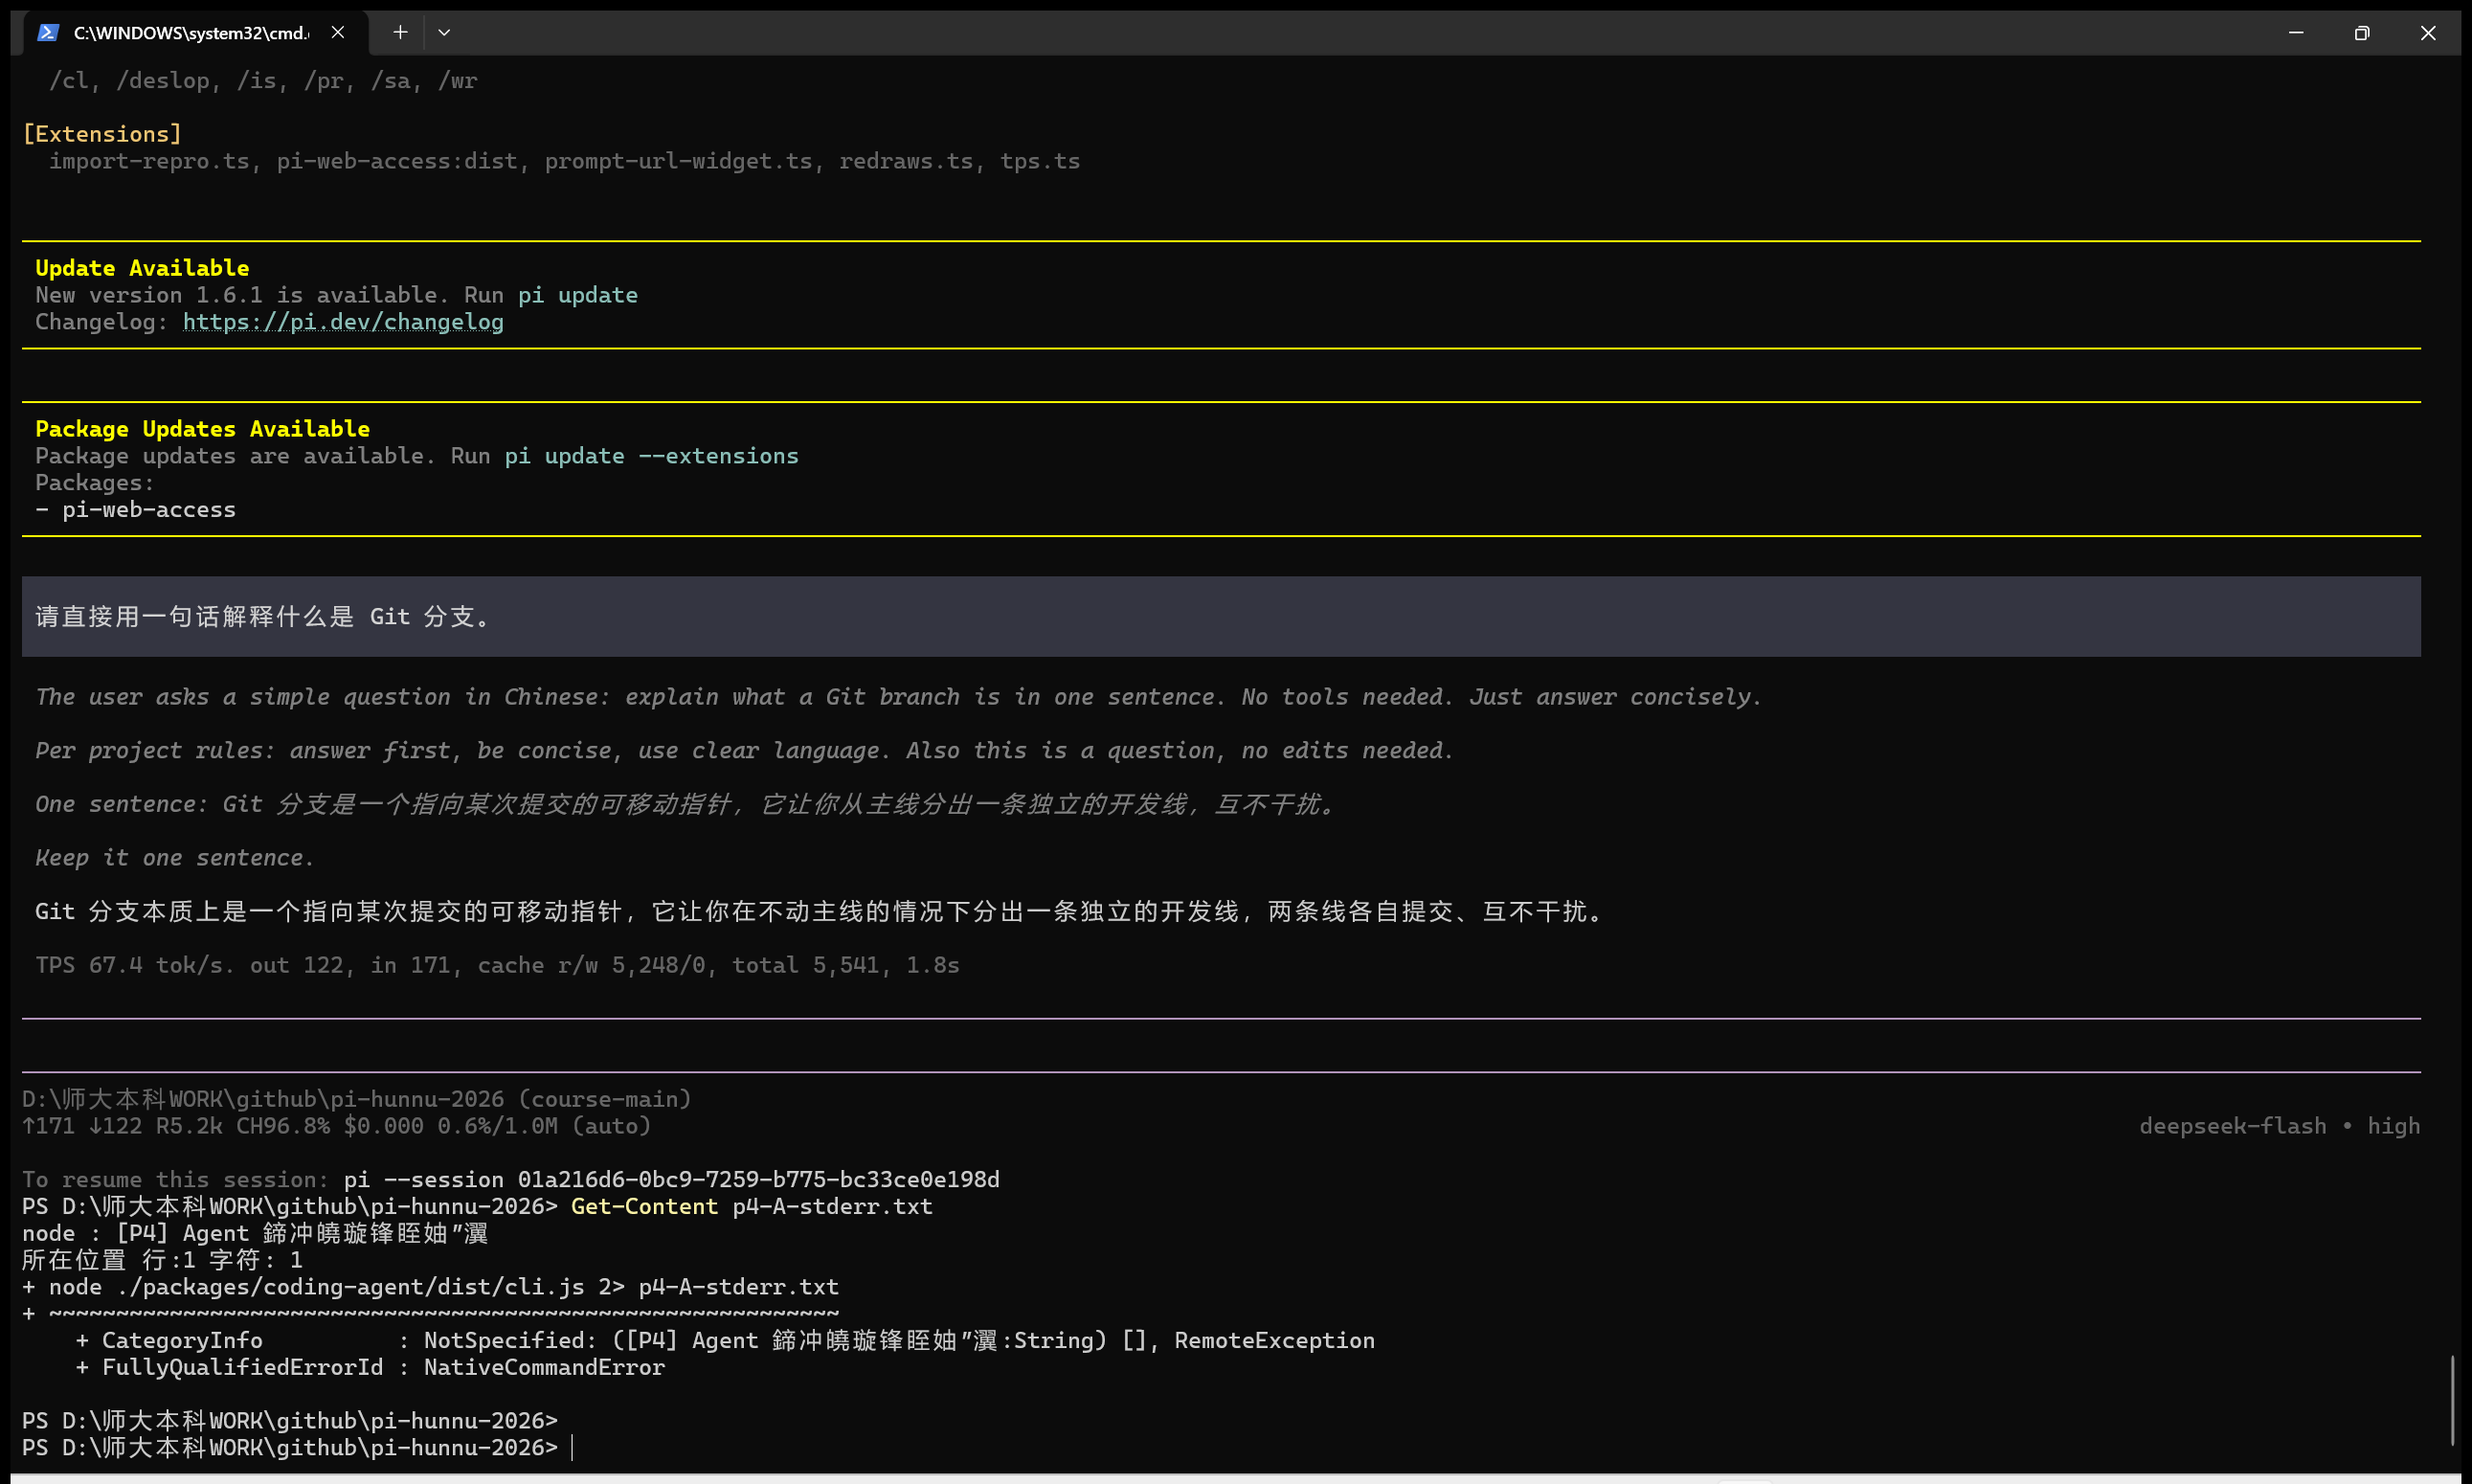 C:\WINDOWS\system32\cmd.
/cl, /deslop, /is, /pr, /sa, /wr
[Extensions]
import-repro.ts, pi-web-access:dist, prompt-url-widget.ts, redraws.ts, tps.ts
Update Available
New version 1.6.1 is available. Run pi update
Changelog: https://pi.dev/changelog
Package Updates Available
Package updates are available. Run pi update --extensions
Packages:
- pi-web-access
请直接用一句话解释什么是 Git 分支。
The user asks a simple question in Chinese: explain what a Git branch is in one sentence. No tools needed. Just answer concisely.
Per project rules: answer first, be concise, use clear language. Also this is a question, no edits needed.
One sentence: Git 分支是一个指向某次提交的可移动指针，它让你从主线分出一条独立的开发线，互不干扰。
Keep it one sentence.
Git 分支本质上是一个指向某次提交的可移动指针，它让你在不动主线的情况下分出一条独立的开发线，两条线各自提交、互不干扰。
TPS 67.4 tok/s. out 122, in 171, cache r/w 5,248/0, total 5,541, 1.8s
D:\师大本科WORK\github\pi-hunnu-2026 (course-main)
↑171 ↓122 R5.2k CH96.8% $0.000 0.6%/1.0M (auto) deepseek-flash • high
To resume this session: pi --session 01a216d6-0bc9-7259-b775-bc33ce0e198d
PS D:\师大本科WORK\github\pi-hunnu-2026> Get-Content p4-A-stderr.txt
node : [P4] Agent 鍗冲皢璇锋眰妯″瀷
所在位置 行:1 字符: 1
+ node ./packages/coding-agent/dist/cli.js 2> p4-A-stderr.txt
+ ~~~~~~~~~~~~~~~~~~~~~~~~~~~~~~~~~~~~~~~~~~~~~~~~~~~~~~~~~~~
+ CategoryInfo : NotSpecified: ([P4] Agent 鍗冲皢璇锋眰妯″瀷:String) [], RemoteException
+ FullyQualifiedErrorId : NativeCommandError
PS D:\师大本科WORK\github\pi-hunnu-2026>
PS D:\师大本科WORK\github\pi-hunnu-2026>